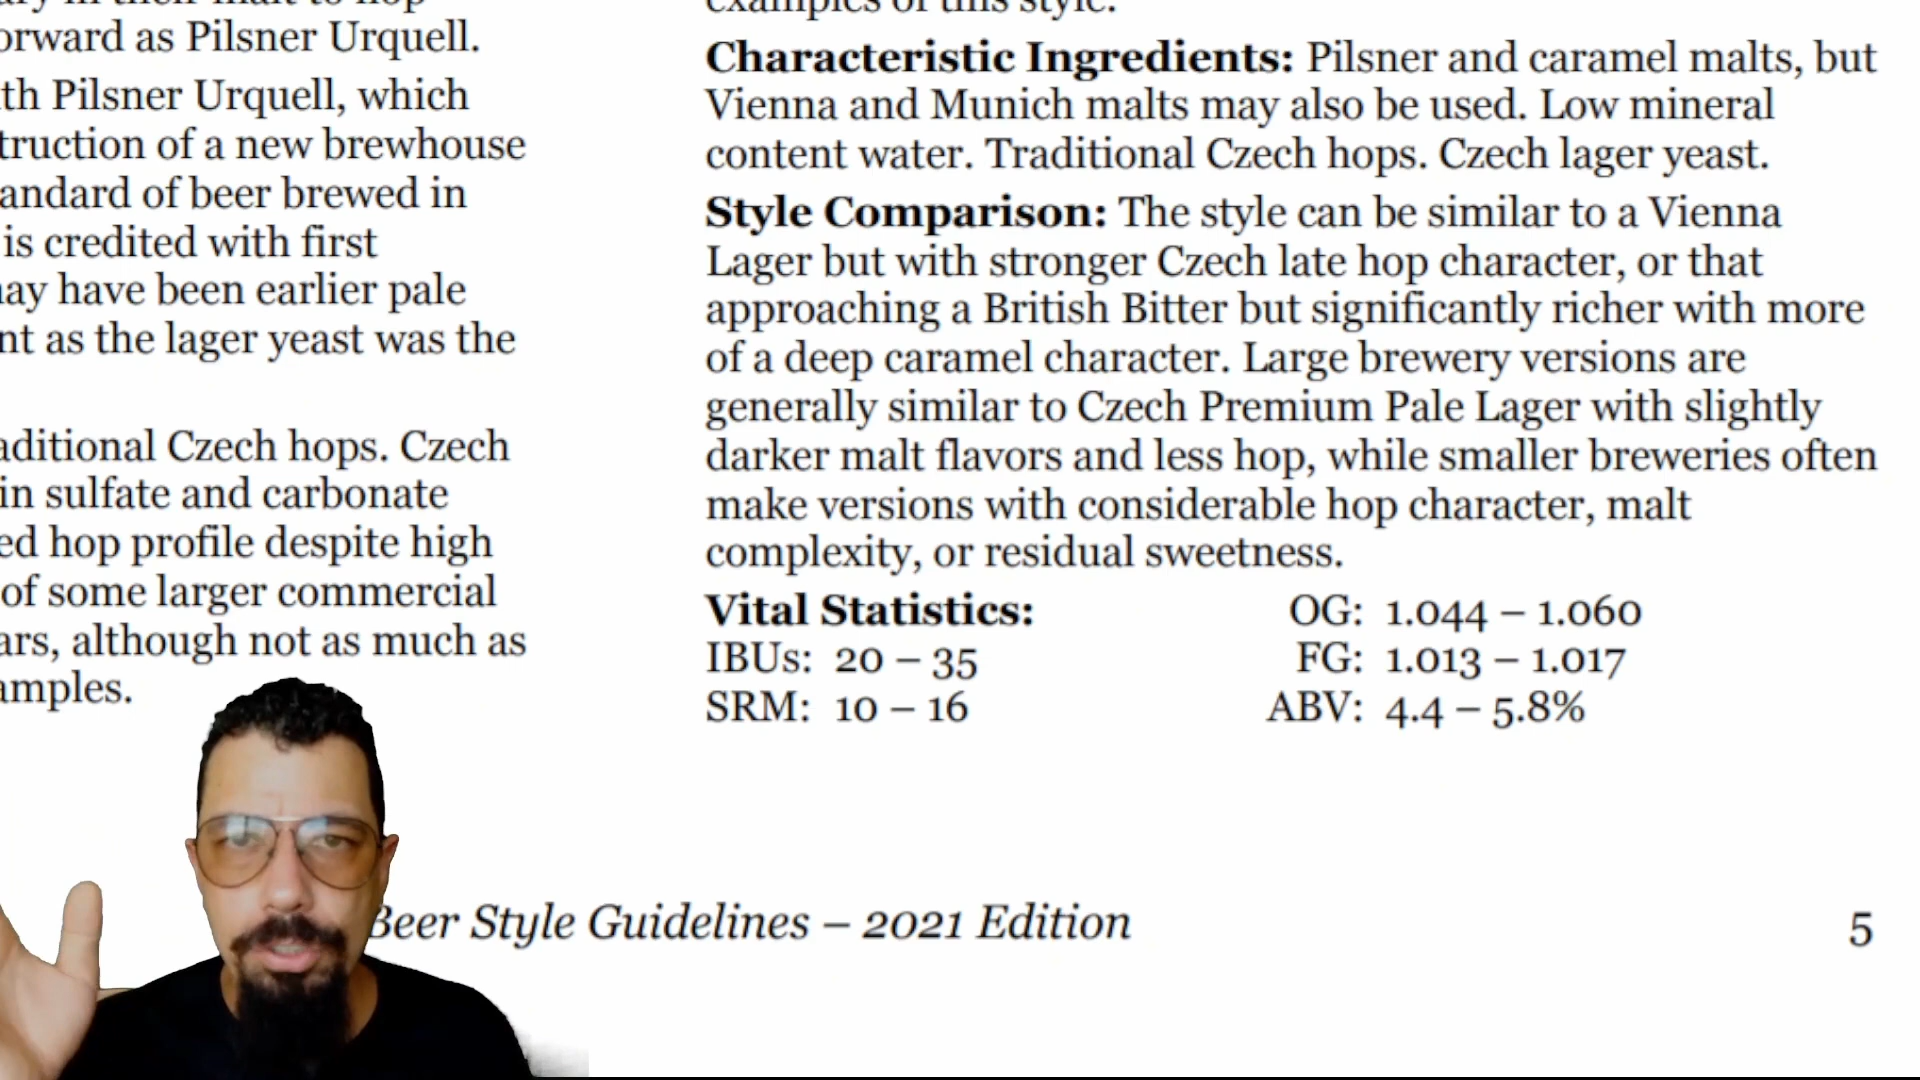 orward as Pilsner Urquell.
th Pilsner Urquell, which
truction of a new brewhouse
andard of beer brewed in
is credited with first
ay have been earlier pale
nt as the lager yeast was the
aditional Czech hops. Czech
in sulfate and carbonate
ed hop profile despite high
of some larger commercial
ars, although not as much as
amples.
examples of this style.
Characteristic Ingredients: Pilsner and caramel malts, but
Vienna and Munich malts may also be used. Low mineral
content water. Traditional Czech hops. Czech lager yeast.
Style Comparison: The style can be similar to a Vienna
Lager but with stronger Czech late hop character, or that
approaching a British Bitter but significantly richer with more
of a deep caramel character. Large brewery versions are
generally similar to Czech Premium Pale Lager with slightly
darker malt flavors and less hop, while smaller breweries often
make versions with considerable hop character, malt
complexity, or residual sweetness.
Vital Statistics: OG: 1.044 – 1.060
IBUs: 20 – 35 FG: 1.013 – 1.017
SRM: 10 – 16 ABV: 4.4 – 5.8%
Beer Style Guidelines – 2021 Edition 5